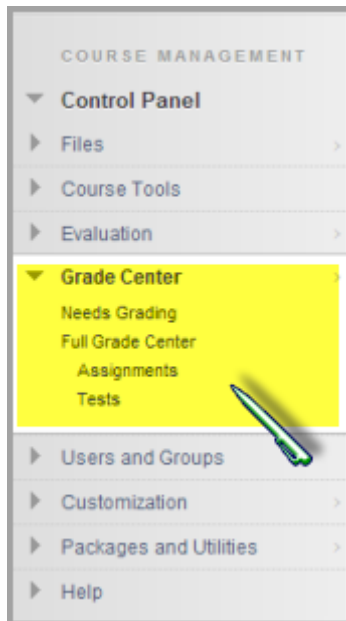 COURSE MANAGEMENT
Control Panel
Files
Course Tools
Evaluation
Grade Center
Needs Grading
Full Grade Center
Assignments
Tests
Users and Groups
Customization
Packages and Utilities
Help